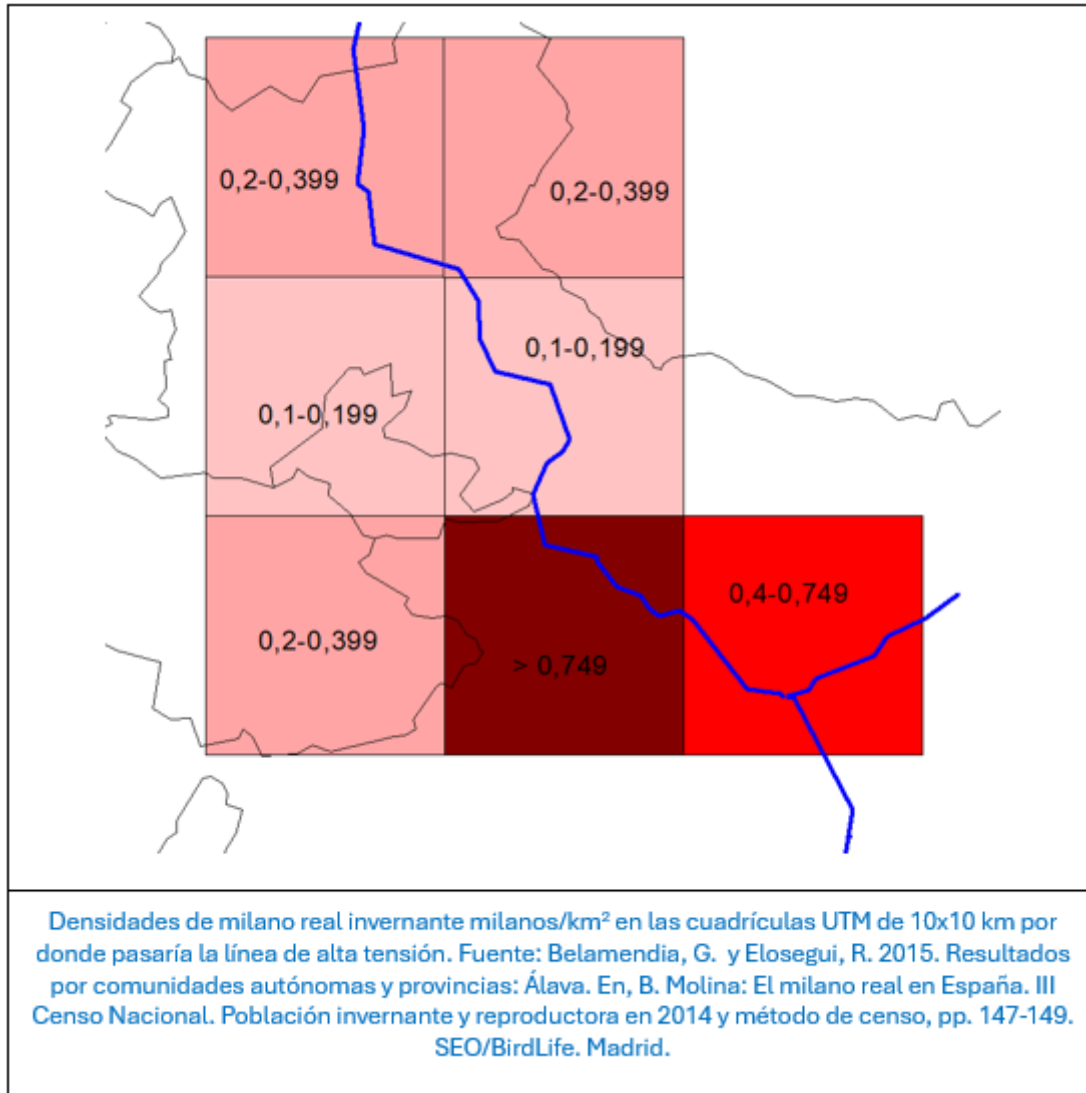 0,2-0,399
0,2-0,399
0,1-0,199
0,1-0,199
0,4-0,749
0,2-0,399
> 0,749
Densidades de milano real invernante milanos/km² en las cuadrículas UTM de 10x10 km por
donde pasaría la línea de alta tensión. Fuente: Belamendia, G. y Elosegui, R. 2015. Resultados
por comunidades autónomas y provincias: Álava. En, B. Molina: El milano real en España. III
Censo Nacional. Población invernante y reproductora en 2014 y método de censo, pp. 147-149.
SEO/BirdLife. Madrid.